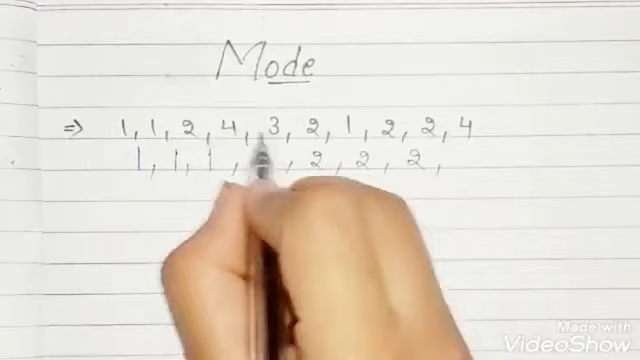 Mode
⇒ 1, 1, 2, 4, 3, 2, 1, 2, 2, 4
1, 1, 1, 2, 2, 2, 2,
Made with
VideoShow